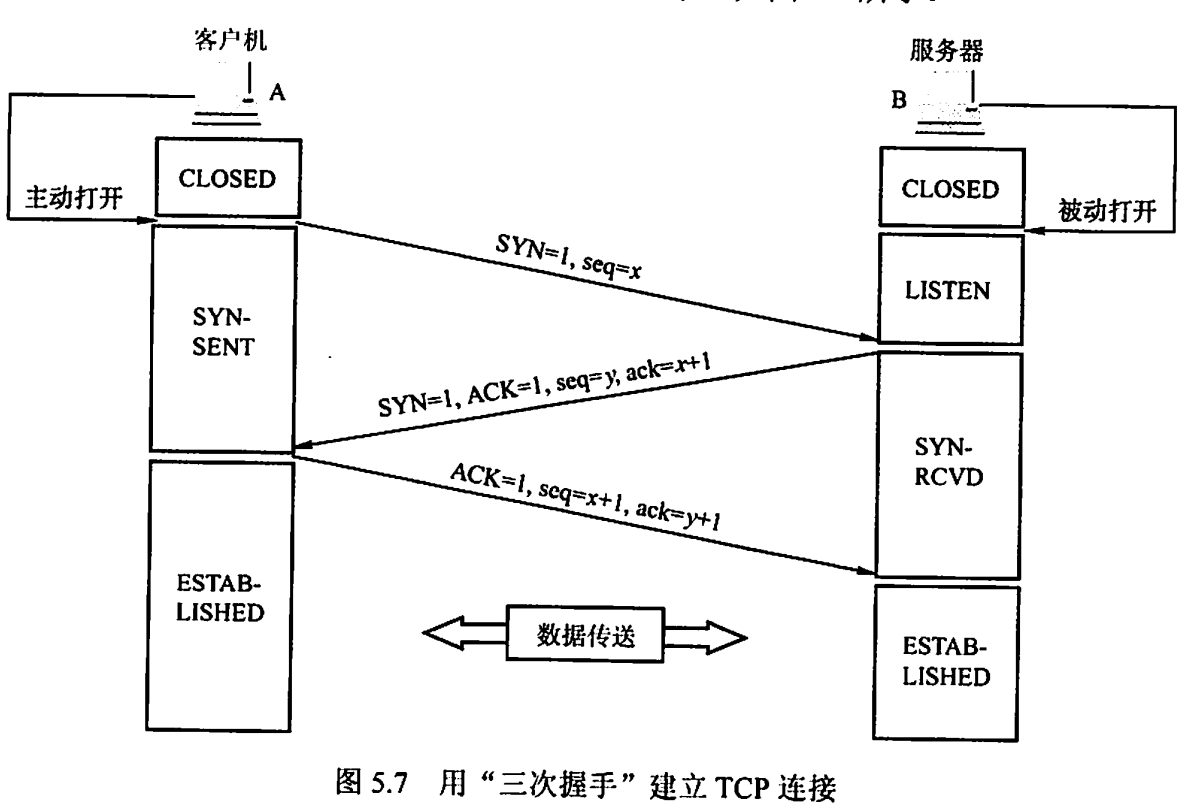 客户机
服务器
A
B
CLOSED
CLOSED
主动打开
被动打开
SYN=1, seq=x
SYN-
SENT
LISTEN
SYN=1, ACK=1, seq=y, ack=x+1
SYN-
RCVD
ACK=1, seq=x+1, ack=y+1
ESTAB-
LISHED
数据传送
ESTAB-
LISHED
图 5.7 用“三次握手”建立 TCP 连接